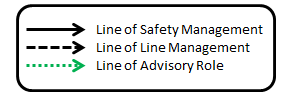 Line of Safety Management
Line of Line Management
Line of Advisory Role